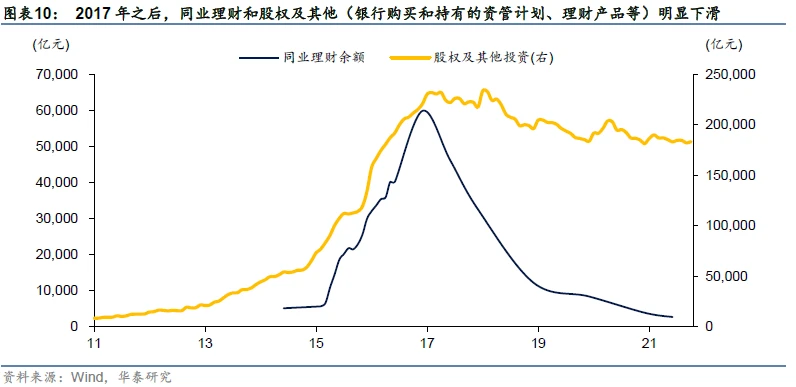 图表10： 2017 年之后，同业理财和股权及其他（银行购买和持有的资管计划、理财产品等）明显下滑
(亿元) (亿元)
同业理财余额 股权及其他投资(右)
70,000 250,000
60,000 200,000
50,000
40,000 150,000
30,000 100,000
20,000
10,000 50,000
0 0
11 13 15 17 19 21
资料来源：Wind，华泰研究